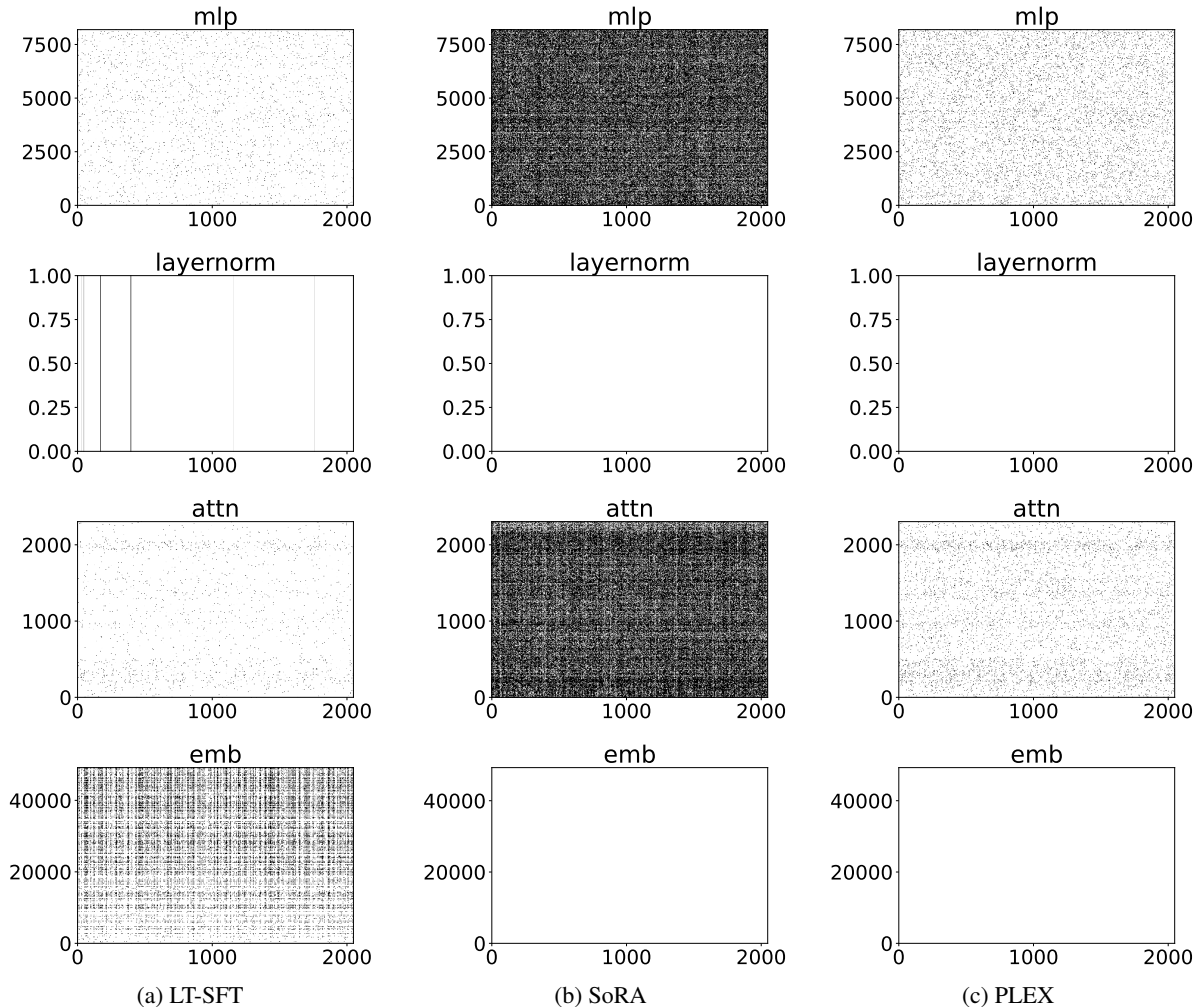 mlp mlp mlp
7500 7500 7500
5000 5000 5000
2500 2500 2500
0 0 0
0 1000 2000 0 1000 2000 0 1000 2000
layernorm layernorm layernorm
1.00 1.00 1.00
0.75 0.75 0.75
0.50 0.50 0.50
0.25 0.25 0.25
0.00 0.00 0.00
0 1000 2000 0 1000 2000 0 1000 2000
attn attn attn
2000 2000 2000
1000 1000 1000
0 0 0
0 1000 2000 0 1000 2000 0 1000 2000
emb emb emb
40000 40000 40000
20000 20000 20000
0 0 0
0 1000 2000 0 1000 2000 0 1000 2000
(a) LT-SFT (b) SoRA (c) PLEX